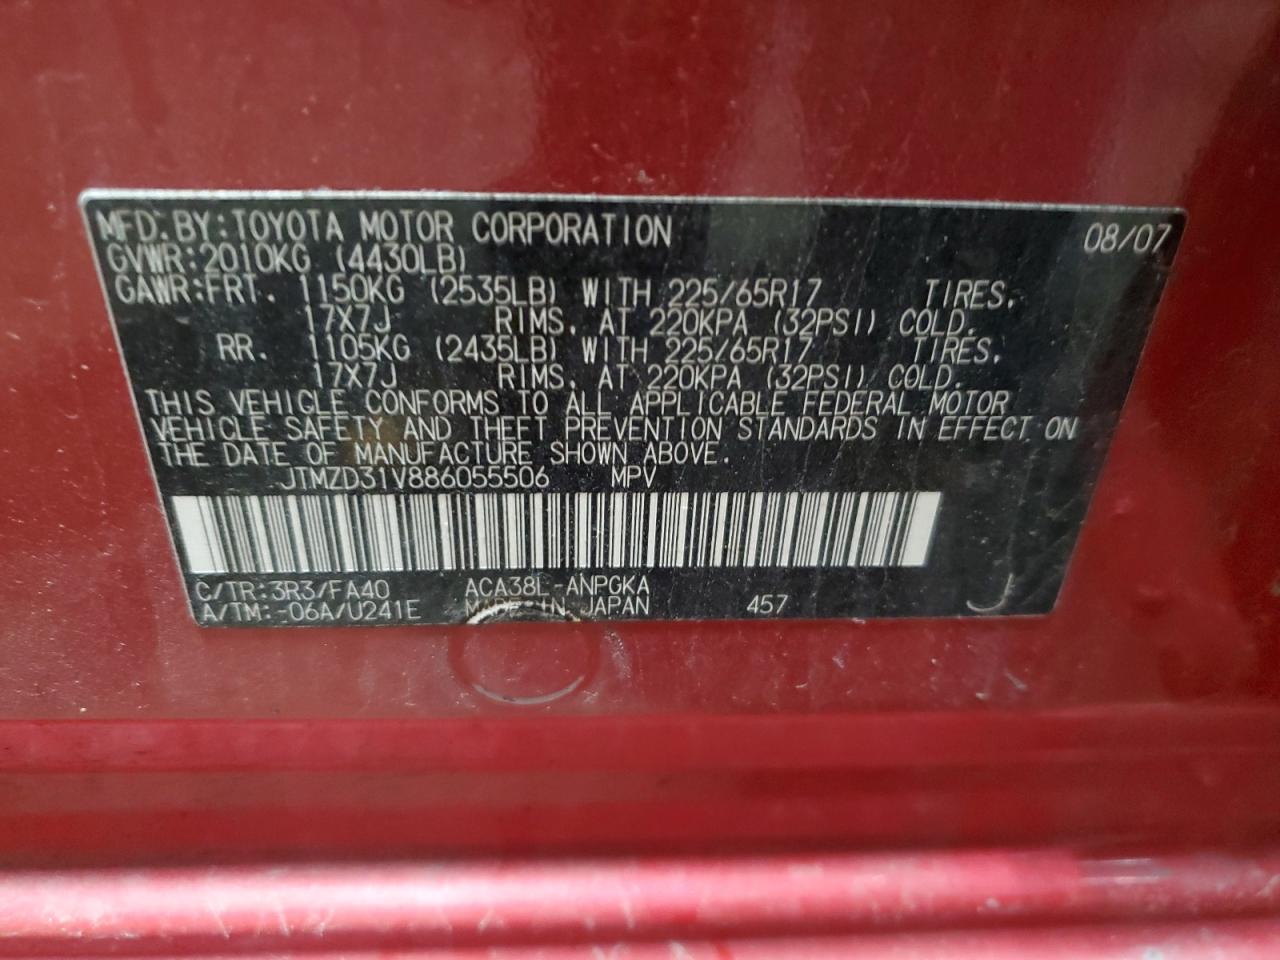 MFD. BY: TOYOTA MOTOR CORPORATION 08/07
GVWR: 2010KG (4430LB)
GAWR: FRT. 1150KG (2535LB) WITH 225/65R17 TIRES,
17X7J RIMS, AT 220KPA (32PSI) COLD.
RR. 1105KG (2435LB) WITH 225/65R17 TIRES,
17X7J RIMS, AT 220KPA (32PSI) COLD.
THIS VEHICLE CONFORMS TO ALL APPLICABLE FEDERAL MOTOR
VEHICLE SAFETY AND THEFT PREVENTION STANDARDS IN EFFECT ON
THE DATE OF MANUFACTURE SHOWN ABOVE.
JTMZD31V886055506 MPV
C/TR: 3R3/FA40 ACA38L-ANPGKA
A/TM: -06A/U241E MADE IN JAPAN 457 J